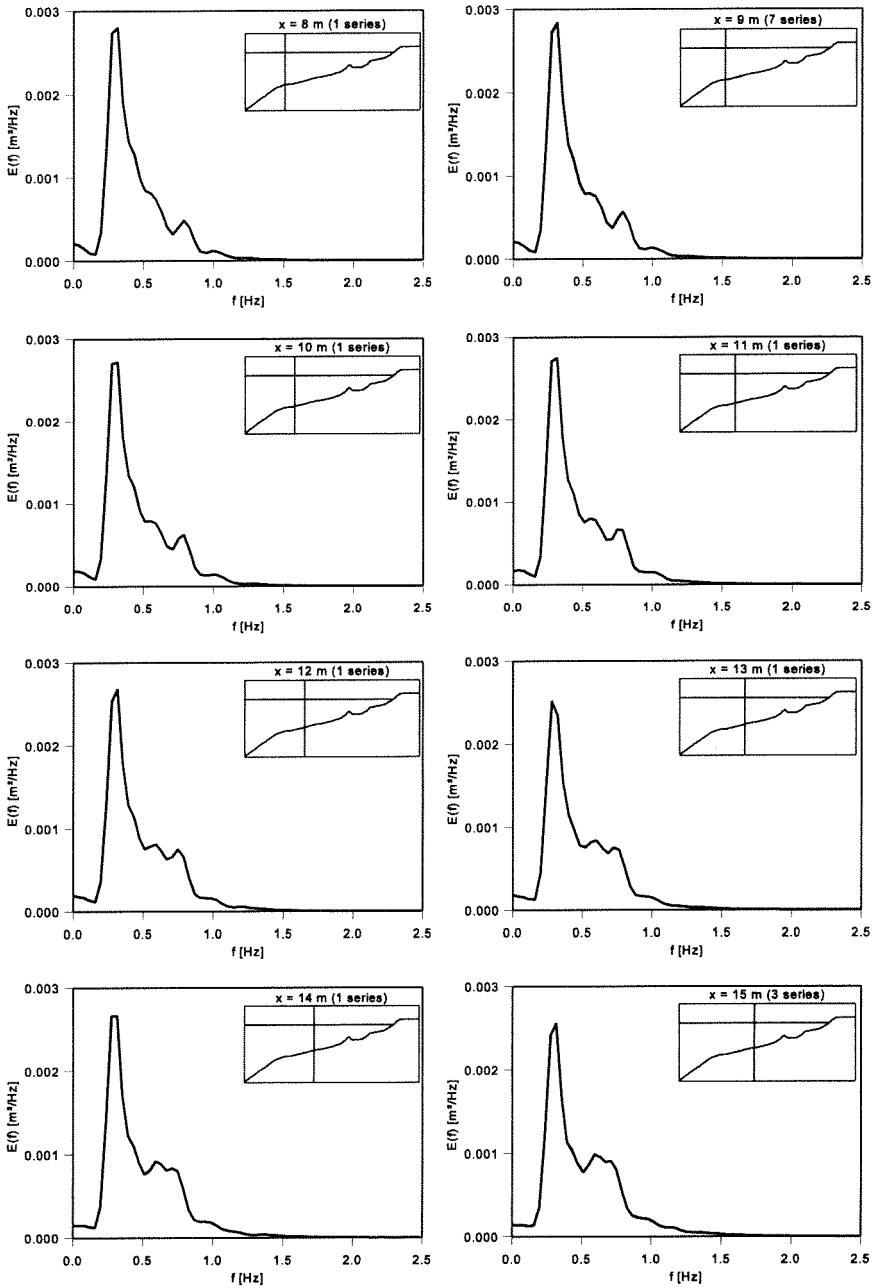 x = 8 m (1 series)
0.003
0.002
0.001
0.000
E(f) [m²/Hz]
0.0 0.5 1.0 1.5 2.0 2.5
f [Hz]
x = 9 m (7 series)
0.003
0.002
0.001
0.000
E(f) [m²/Hz]
0.0 0.5 1.0 1.5 2.0 2.5
f [Hz]
x = 10 m (1 series)
0.003
0.002
0.001
0.000
E(f) [m²/Hz]
0.0 0.5 1.0 1.5 2.0 2.5
f [Hz]
x = 11 m (1 series)
0.003
0.002
0.001
0.000
E(f) [m²/Hz]
0.0 0.5 1.0 1.5 2.0 2.5
f [Hz]
x = 12 m (1 series)
0.003
0.002
0.001
0.000
E(f) [m²/Hz]
0.0 0.5 1.0 1.5 2.0 2.5
f [Hz]
x = 13 m (1 series)
0.003
0.002
0.001
0.000
E(f) [m²/Hz]
0.0 0.5 1.0 1.5 2.0 2.5
f [Hz]
x = 14 m (1 series)
0.003
0.002
0.001
0.000
E(f) [m²/Hz]
0.0 0.5 1.0 1.5 2.0 2.5
f [Hz]
x = 15 m (3 series)
0.003
0.002
0.001
0.000
E(f) [m²/Hz]
0.0 0.5 1.0 1.5 2.0 2.5
f [Hz]